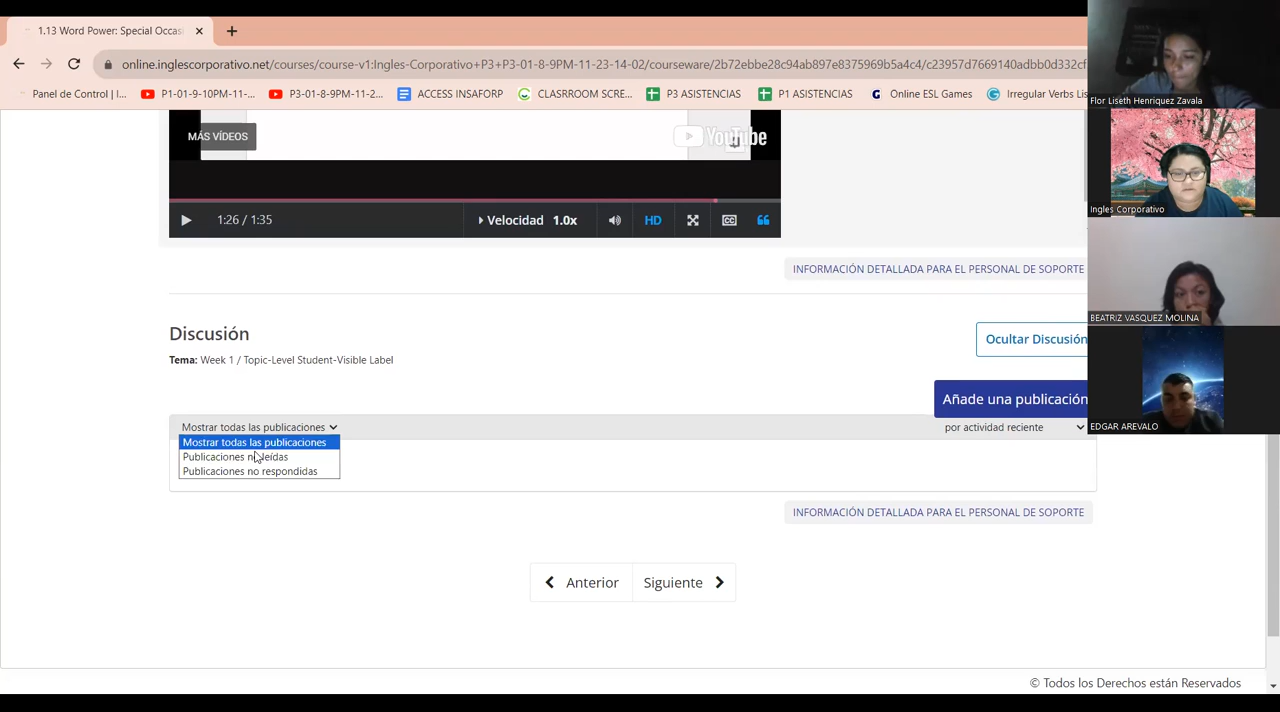 1.13 Word Power: Special Occas
online.inglescorporativo.net/courses/course-v1:Ingles-Corporativo+P3+P3-01-8-9PM-11-23-14-02/courseware/2b72ebbe28c94ab897e8375969b5a4c4/c23957d7669140adbb0d332cf
Panel de Control | I...
P1-01-9-10PM-11-...
P3-01-8-9PM-11-2...
ACCESS INSAFORP
CLASRROOM SCRE...
P3 ASISTENCIAS
P1 ASISTENCIAS
Online ESL Games
Irregular Verbs Lis
Flor Liseth Henriquez Zavala
MÁS VÍDEOS
YouTube
Ingles Corporativo
1:26 / 1:35
Velocidad 1.0x
HD
CC
INFORMACIÓN DETALLADA PARA EL PERSONAL DE SOPORTE
BEATRIZ VASQUEZ MOLINA
Discusión
Ocultar Discusión
Tema: Week 1 / Topic-Level Student-Visible Label
Añade una publicación
Mostrar todas las publicaciones
por actividad reciente
EDGAR AREVALO
Mostrar todas las publicaciones
Publicaciones no leídas
Publicaciones no respondidas
INFORMACIÓN DETALLADA PARA EL PERSONAL DE SOPORTE
Anterior
Siguiente
© Todos los Derechos están Reservados